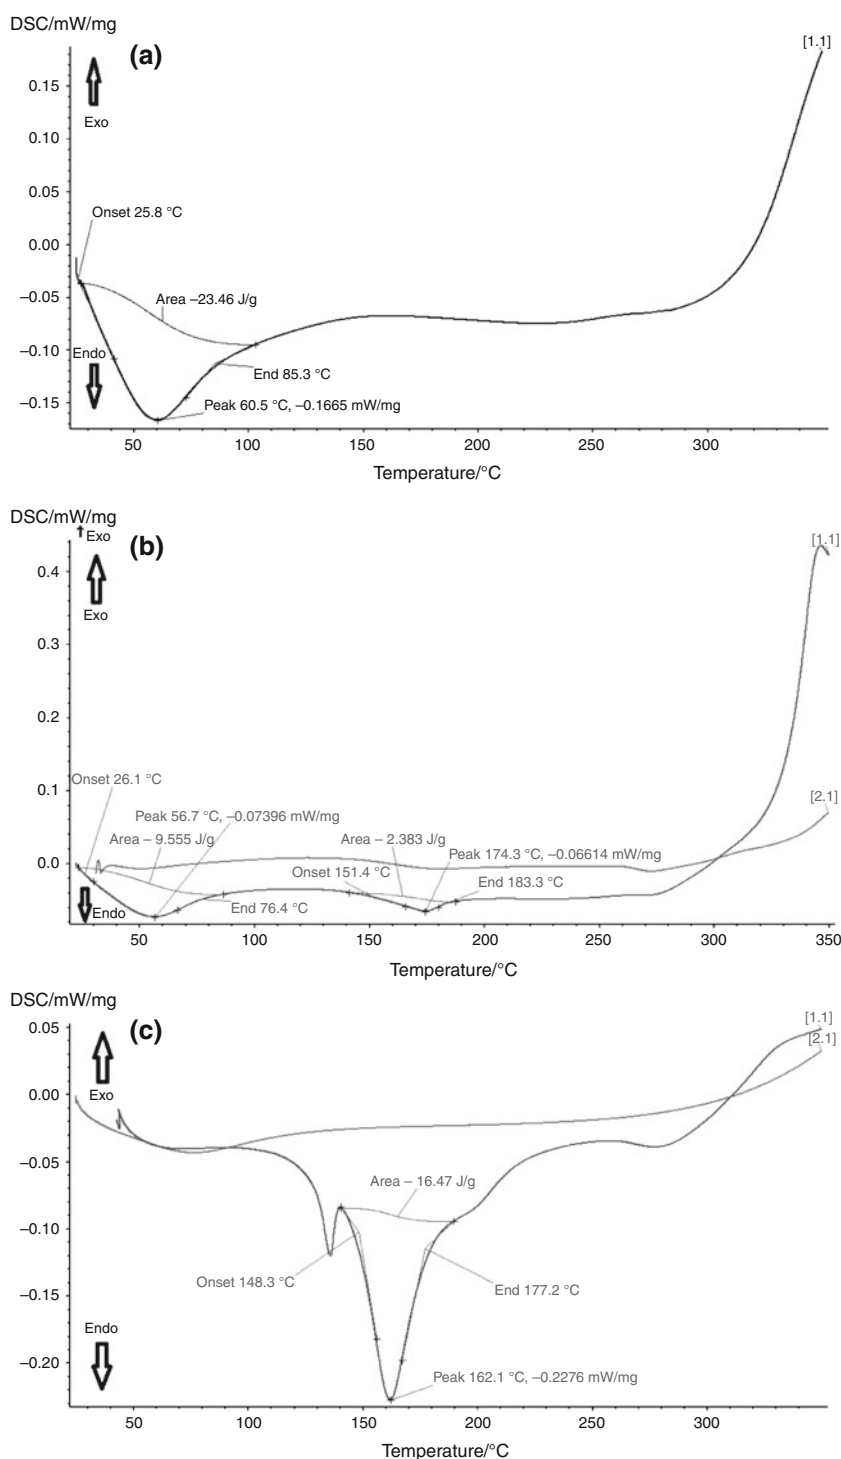 DSC/mW/mg
(a)
[1.1]
0.15
Exo
0.10
0.05
Onset 25.8 °C
0.00
−0.05
Area −23.46 J/g
−0.10
Endo
End 85.3 °C
−0.15
Peak 60.5 °C, −0.1665 mW/mg
50 100 150 200 250 300
Temperature/°C
DSC/mW/mg
Exo
(b)
[1.1]
0.4
Exo
0.3
0.2
0.1
Onset 26.1 °C
[2.1]
Peak 56.7 °C, −0.07396 mW/mg
Area − 9.555 J/g
Area − 2.383 J/g
Peak 174.3 °C, −0.06614 mW/mg
0.0
Onset 151.4 °C
End 183.3 °C
Endo
End 76.4 °C
50 100 150 200 250 300 350
Temperature/°C
DSC/mW/mg
(c)
[1.1]
0.05
[2.1]
0.00
Exo
−0.05
Area − 16.47 J/g
−0.10
Onset 148.3 °C
End 177.2 °C
−0.15
Endo
−0.20
Peak 162.1 °C, −0.2276 mW/mg
50 100 150 200 250 300
Temperature/°C